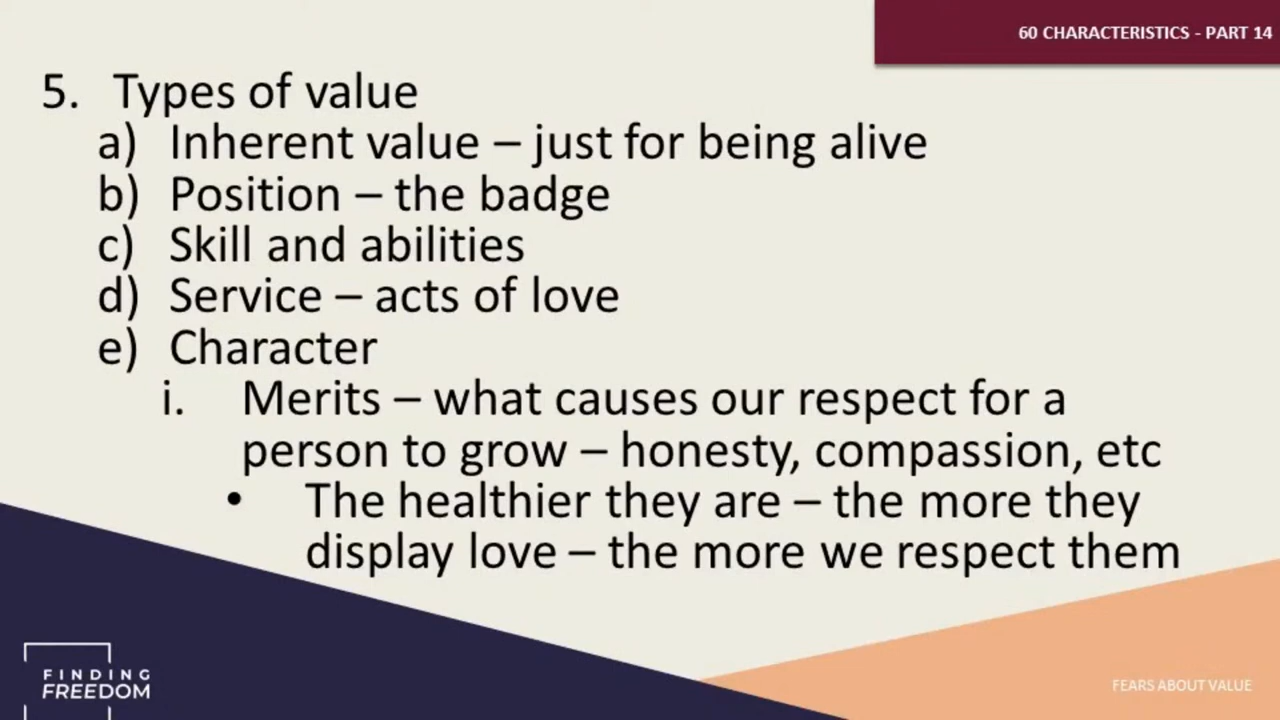 60 CHARACTERISTICS - PART 14
5. Types of value
a) Inherent value – just for being alive
b) Position – the badge
c) Skill and abilities
d) Service – acts of love
e) Character
i. Merits – what causes our respect for a
person to grow – honesty, compassion, etc
• The healthier they are – the more they
display love – the more we respect them
FINDING
FREEDOM
FEARS ABOUT VALUE